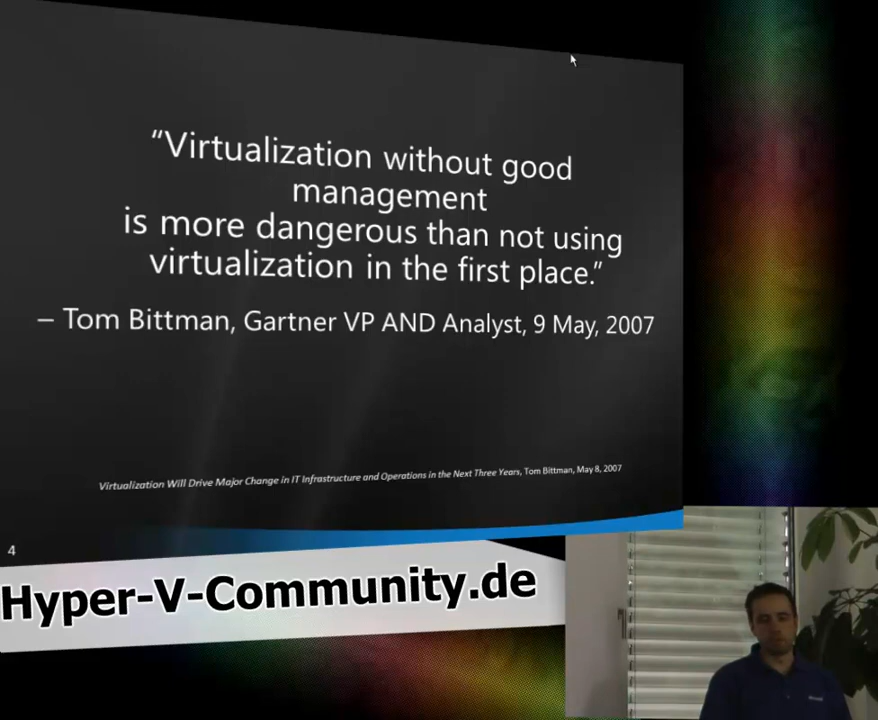 “Virtualization without good
management
is more dangerous than not using
virtualization in the first place.”
– Tom Bittman, Gartner VP AND Analyst, 9 May, 2007
Virtualization Will Drive Major Change in IT Infrastructure and Operations in the Next Three Years, Tom Bittman, May 8, 2007
4
Hyper-V-Community.de